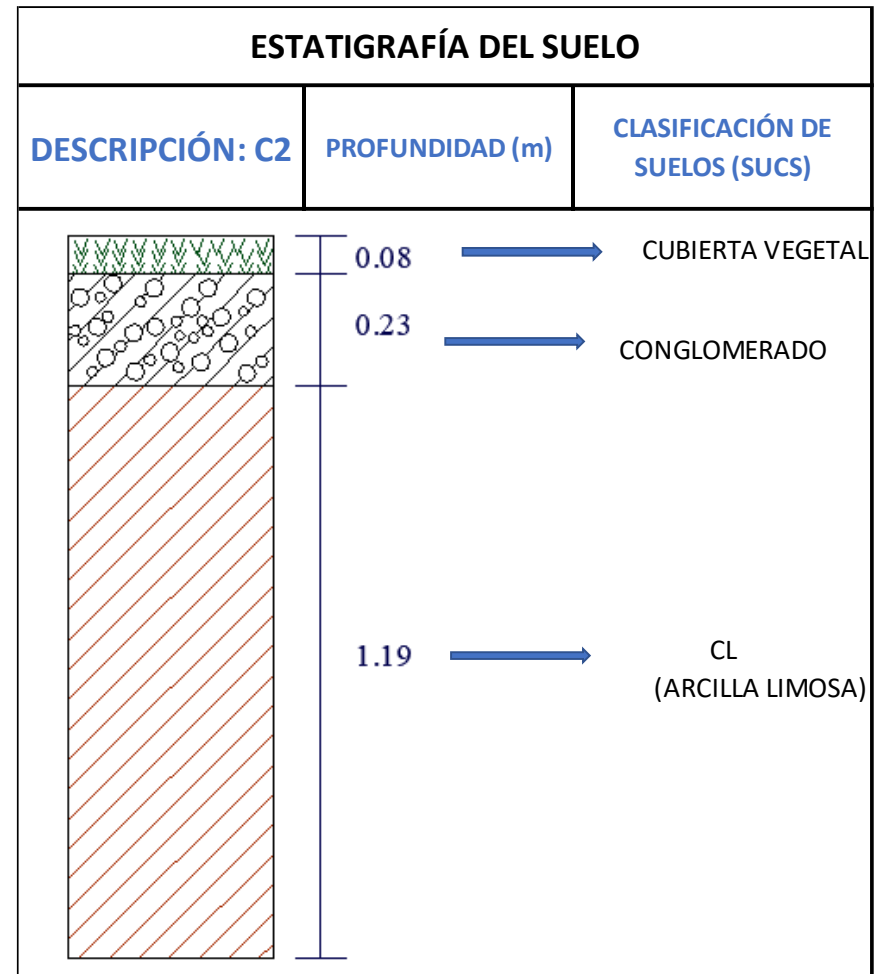 ESTATIGRAFÍA DEL SUELO
DESCRIPCIÓN: C2
PROFUNDIDAD (m)
CLASIFICACIÓN DE
SUELOS (SUCS)
0.08
CUBIERTA VEGETAL
0.23
CONGLOMERADO
1.19
CL
(ARCILLA LIMOSA)